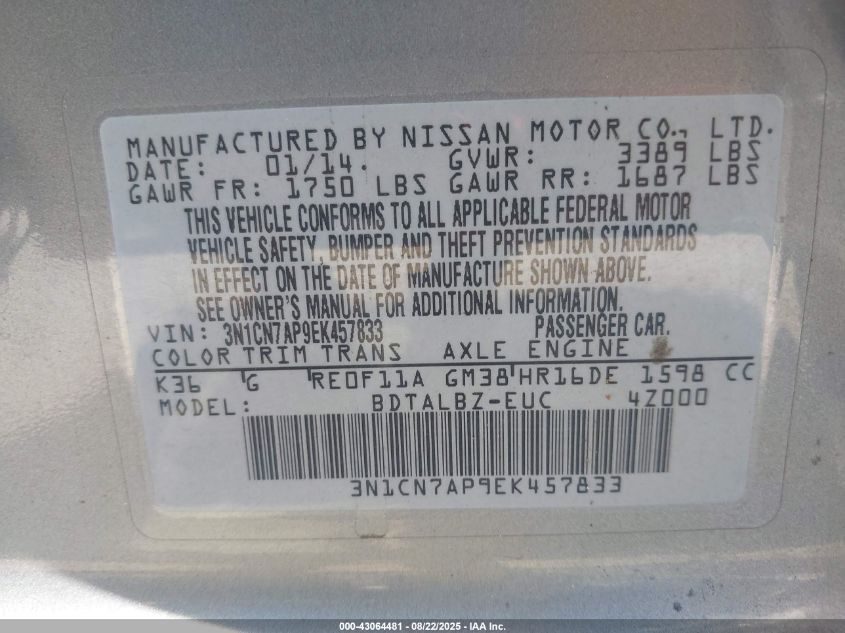 MANUFACTURED BY NISSAN MOTOR CO., LTD.
DATE: 01/14. GVWR: 3389 LBS
GAWR FR: 1750 LBS GAWR RR: 1687 LBS
THIS VEHICLE CONFORMS TO ALL APPLICABLE FEDERAL MOTOR
VEHICLE SAFETY, BUMPER AND THEFT PREVENTION STANDARDS
IN EFFECT ON THE DATE OF MANUFACTURE SHOWN ABOVE.
SEE OWNER'S MANUAL FOR ADDITIONAL INFORMATION.
VIN: 3N1CN7AP9EK457833 PASSENGER CAR.
COLOR TRIM TRANS AXLE ENGINE
K36 G RE0F11A GM38 HR16DE 1598 CC
MODEL: BDTALBZ-EUC 4Z000
3N1CN7AP9EK457833
000-43064481 - 08/22/2025 - IAA Inc.